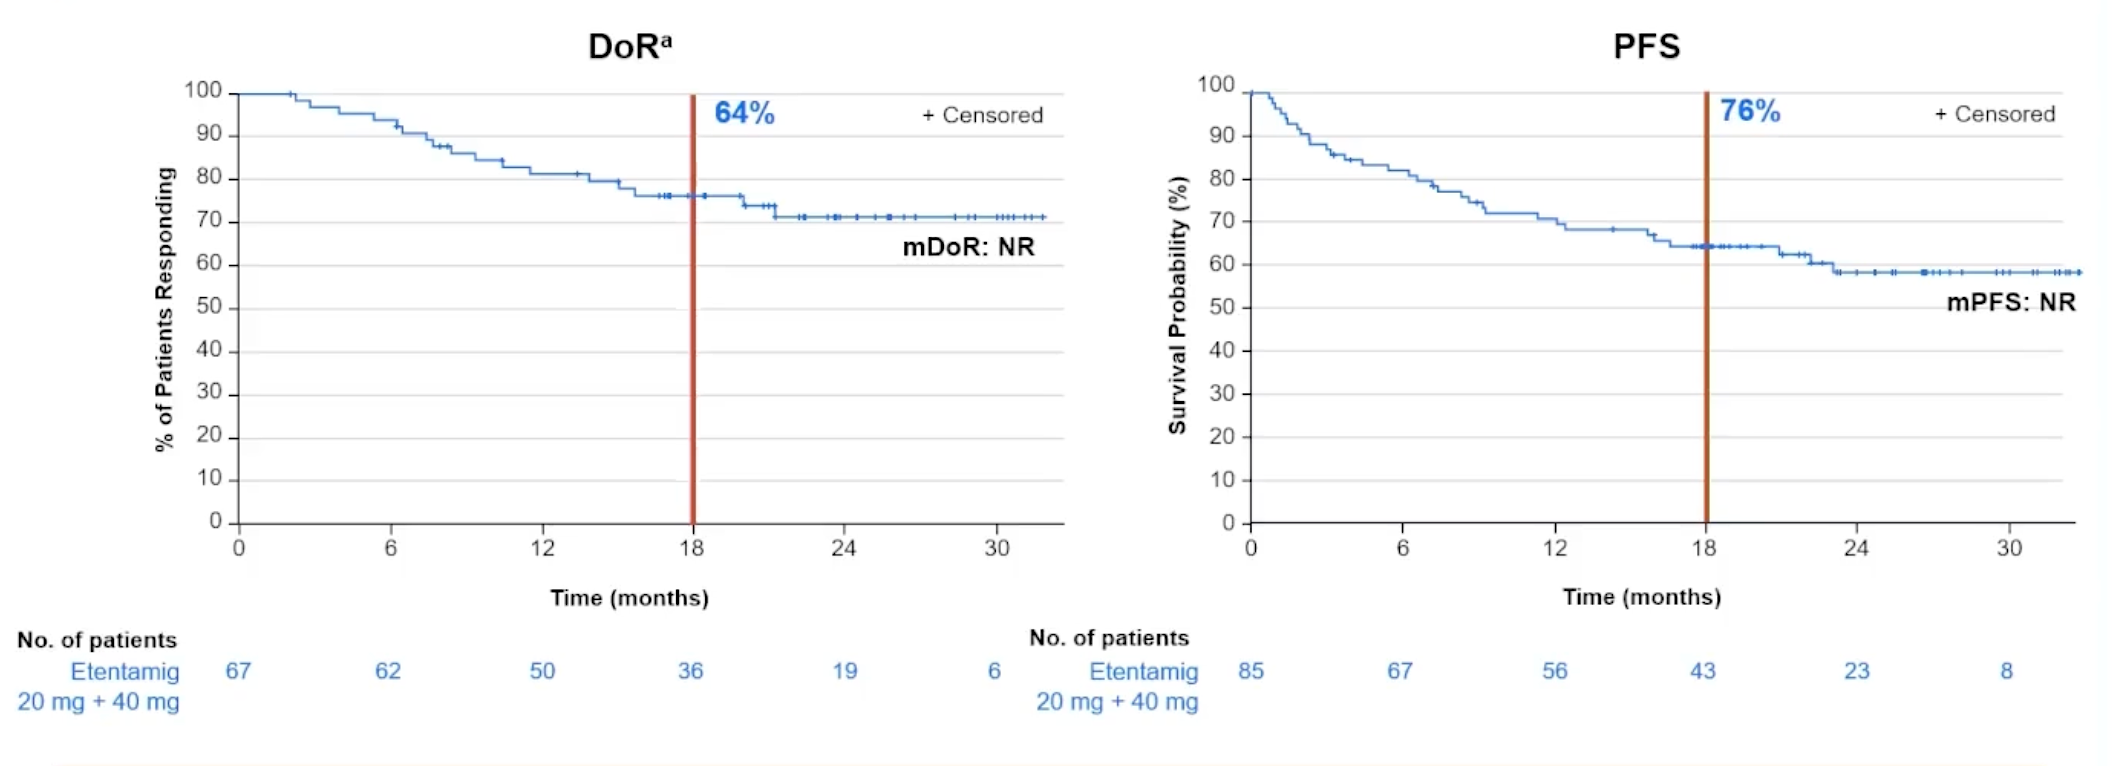 DoRa
100
90
80
70
60
50
40
30
20
10
0
% of Patients Responding
64%
+ Censored
mDoR: NR
0 6 12 18 24 30
Time (months)
No. of patients
Etentamig 67 62 50 36 19 6
20 mg + 40 mg
PFS
100
90
80
70
60
50
40
30
20
10
0
Survival Probability (%)
76%
+ Censored
mPFS: NR
0 6 12 18 24 30
Time (months)
No. of patients
Etentamig 85 67 56 43 23 8
20 mg + 40 mg